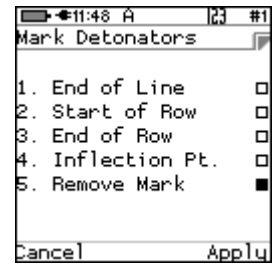 11:48 A 123 #1
Mark Detonators
1. End of Line
2. Start of Row
3. End of Row
4. Inflection Pt.
5. Remove Mark
Cancel Apply